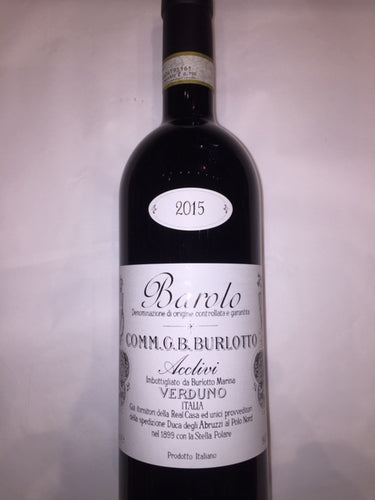 2015
Barolo
Denominazione di origine controllata e garantita
COMM. G. B. BURLOTTO
Acclivi
Imbottigliato da Burlotto Marina
VERDUNO
ITALIA
Già fornitori della Real Casa ed unici provveditori
della spedizione Duca degli Abruzzi al Polo Nord
nel 1899 con la Stella Polare
Prodotto Italiano